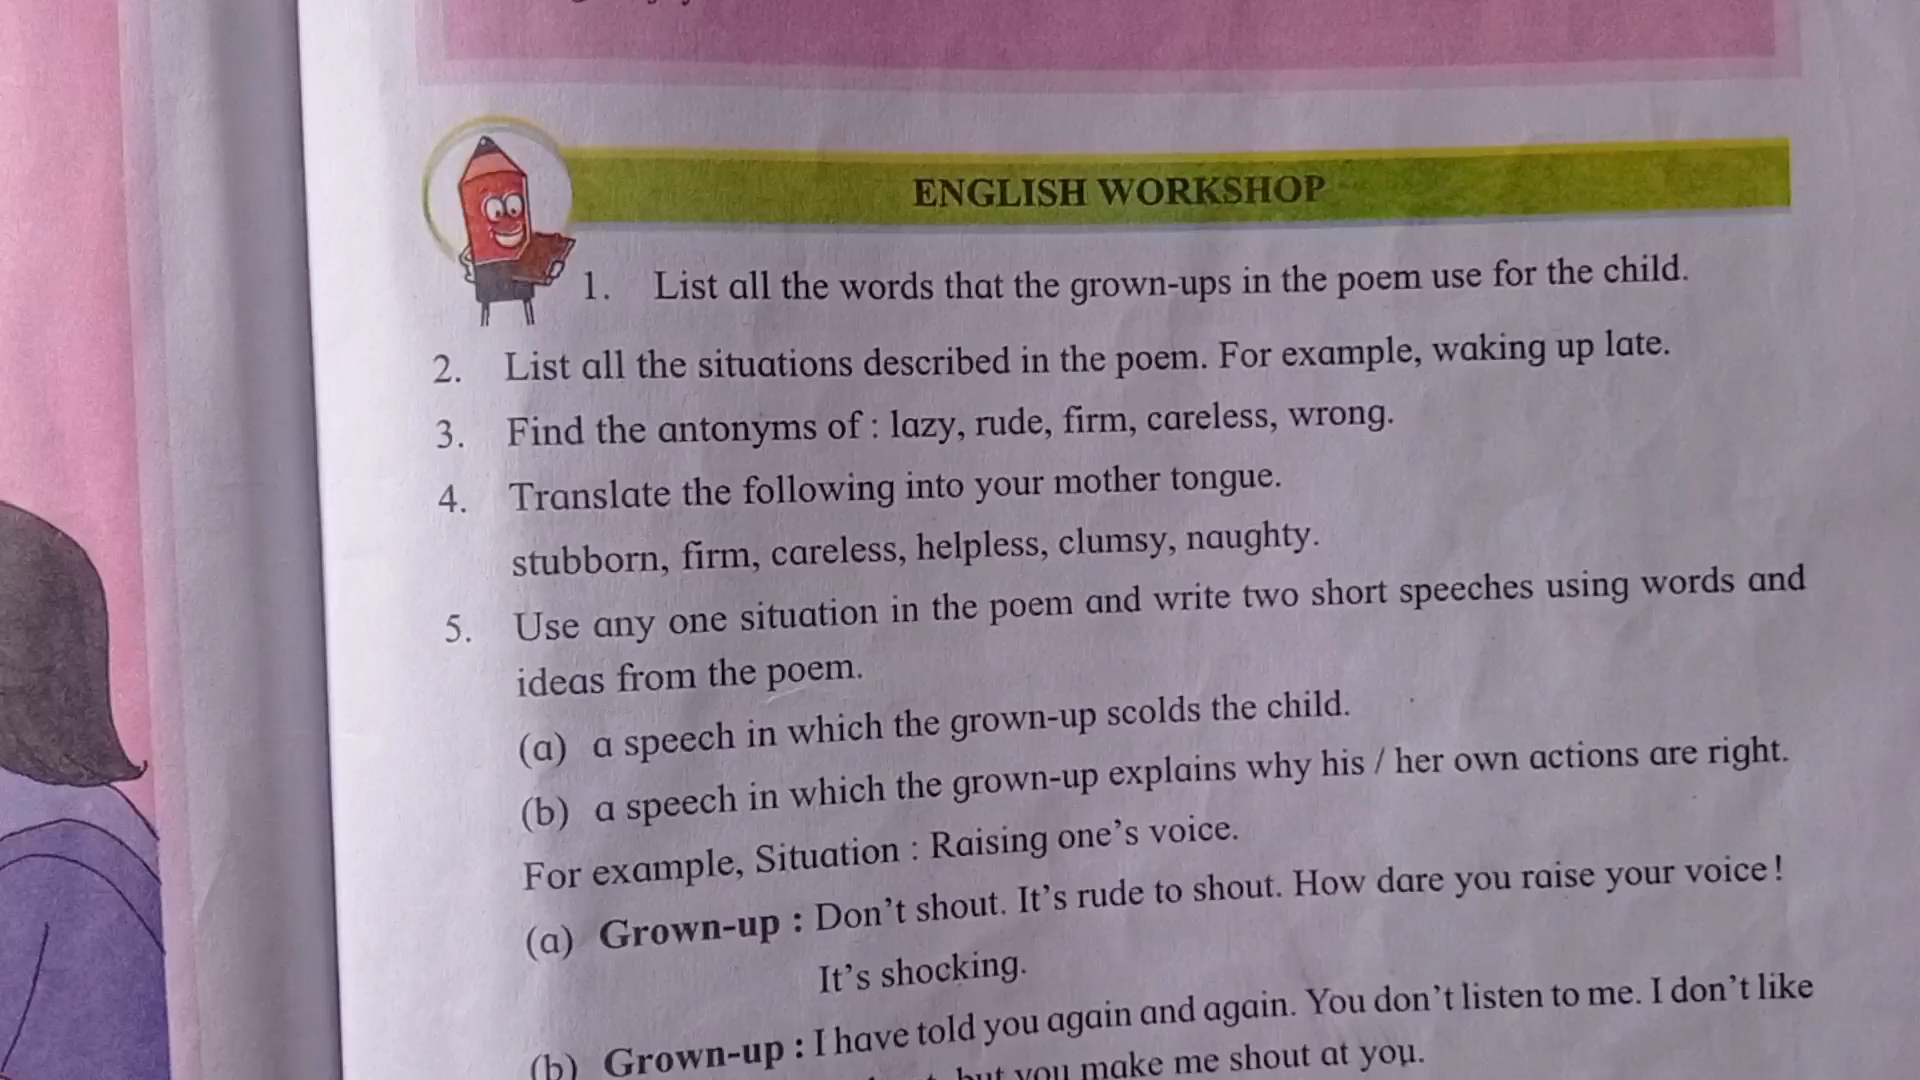 ENGLISH WORKSHOP
1. List all the words that the grown-ups in the poem use for the child.
2. List all the situations described in the poem. For example, waking up late.
3. Find the antonyms of : lazy, rude, firm, careless, wrong.
4. Translate the following into your mother tongue.
stubborn, firm, careless, helpless, clumsy, naughty.
5. Use any one situation in the poem and write two short speeches using words and
ideas from the poem.
(a) a speech in which the grown-up scolds the child.
(b) a speech in which the grown-up explains why his / her own actions are right.
For example, Situation : Raising one's voice.
(a) Grown-up : Don't shout. It's rude to shout. How dare you raise your voice!
It's shocking.
(b) Grown-up : I have told you again and again. You don't listen to me. I don't like
but you make me shout at you.